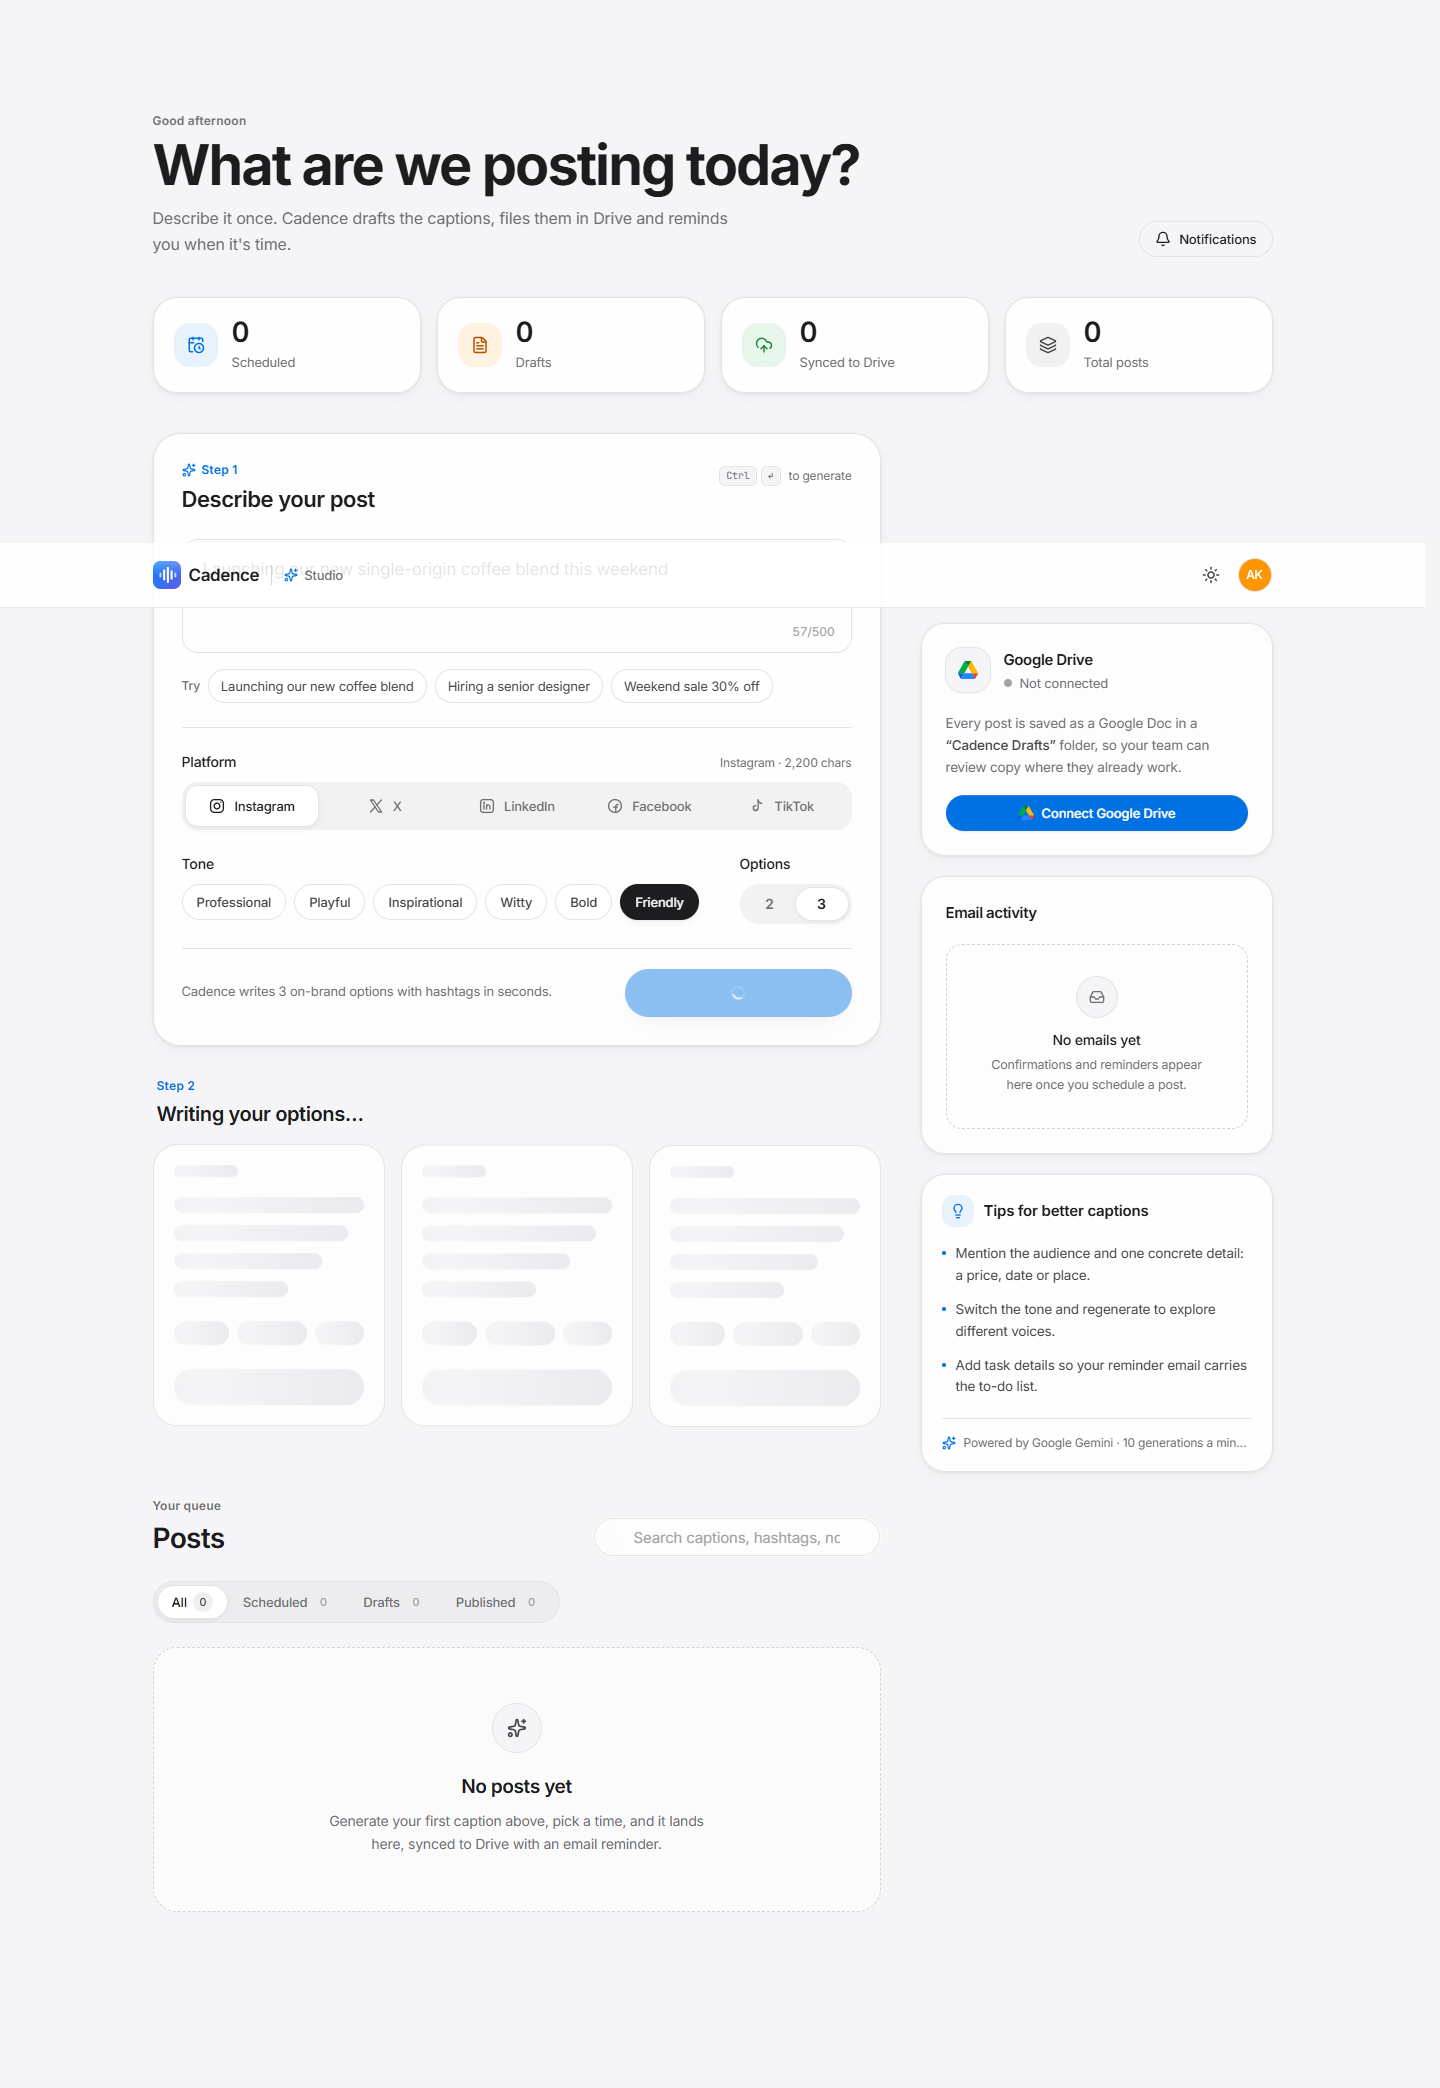 Good afternoon
What are we posting today?
Describe it once. Cadence drafts the captions, files them in Drive and reminds
you when it's time.
Notifications
0
Scheduled
0
Drafts
0
Synced to Drive
0
Total posts
Step 1
Ctrl ↵ to generate
Describe your post
Launching our new single-origin coffee blend this weekend
Cadence
Studio
AK
57/500
Try
Launching our new coffee blend
Hiring a senior designer
Weekend sale 30% off
Platform
Instagram · 2,200 chars
Instagram
X
LinkedIn
Facebook
TikTok
Tone
Options
Professional
Playful
Inspirational
Witty
Bold
Friendly
2
3
Cadence writes 3 on-brand options with hashtags in seconds.
Google Drive
Not connected
Every post is saved as a Google Doc in a
“Cadence Drafts” folder, so your team can
review copy where they already work.
Connect Google Drive
Email activity
No emails yet
Confirmations and reminders appear
here once you schedule a post.
Step 2
Writing your options...
Tips for better captions
Mention the audience and one concrete detail:
a price, date or place.
Switch the tone and regenerate to explore
different voices.
Add task details so your reminder email carries
the to-do list.
Powered by Google Gemini · 10 generations a min...
Your queue
Posts
Search captions, hashtags, nc
All 0
Scheduled 0
Drafts 0
Published 0
No posts yet
Generate your first caption above, pick a time, and it lands
here, synced to Drive with an email reminder.